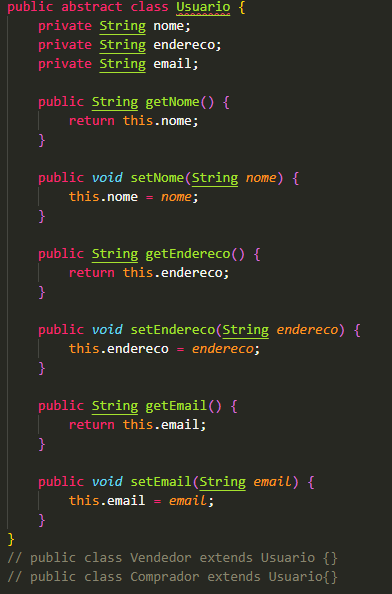 public abstract class Usuario {
    private String nome;
    private String endereco;
    private String email;

    public String getNome() {
        return this.nome;
    }

    public void setNome(String nome) {
        this.nome = nome;
    }

    public String getEndereco() {
        return this.endereco;
    }

    public void setEndereco(String endereco) {
        this.endereco = endereco;
    }

    public String getEmail() {
        return this.email;
    }

    public void setEmail(String email) {
        this.email = email;
    }
}
// public class Vendedor extends Usuario {}
// public class Comprador extends Usuario{}